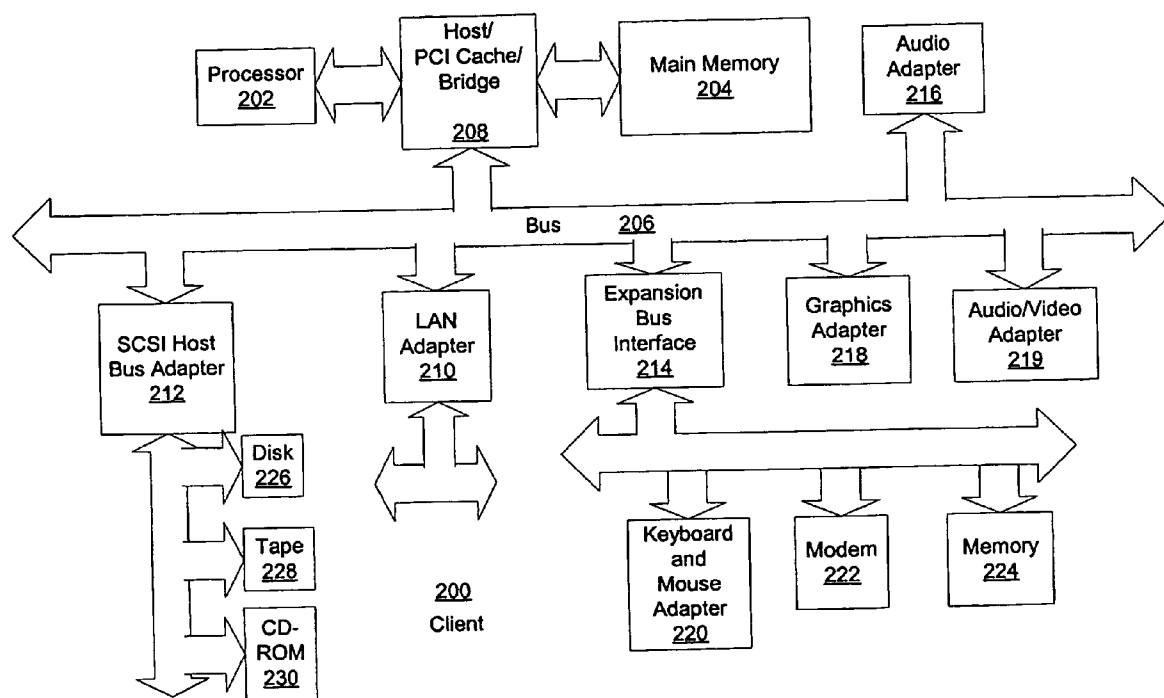 Processor
202
Host/
PCI Cache/
Bridge
208
Main Memory
204
Audio
Adapter
216
Bus 206
SCSI Host
Bus Adapter
212
LAN
Adapter
210
Expansion
Bus
Interface
214
Graphics
Adapter
218
Audio/Video
Adapter
219
Disk
226
Tape
228
CD-
ROM
230
200
Client
Keyboard
and
Mouse
Adapter
220
Modem
222
Memory
224